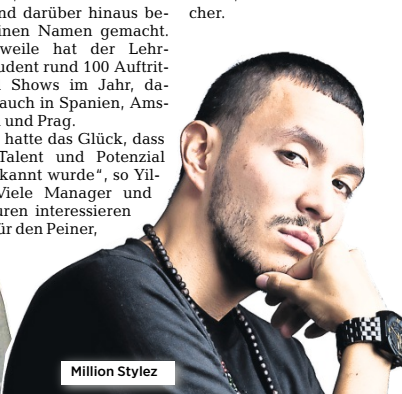 nd darüber hinaus be-
inen Namen gemacht.
weile hat der Lehr-
udent rund 100 Auftrit-
Shows im Jahr, da-
auch in Spanien, Ams-
und Prag.
hatte das Glück, dass
Talent und Potenzial
kannt wurde“, so Yil-
Viele Manager und
uren interessieren
ür den Peiner,
cher.
Million Stylez